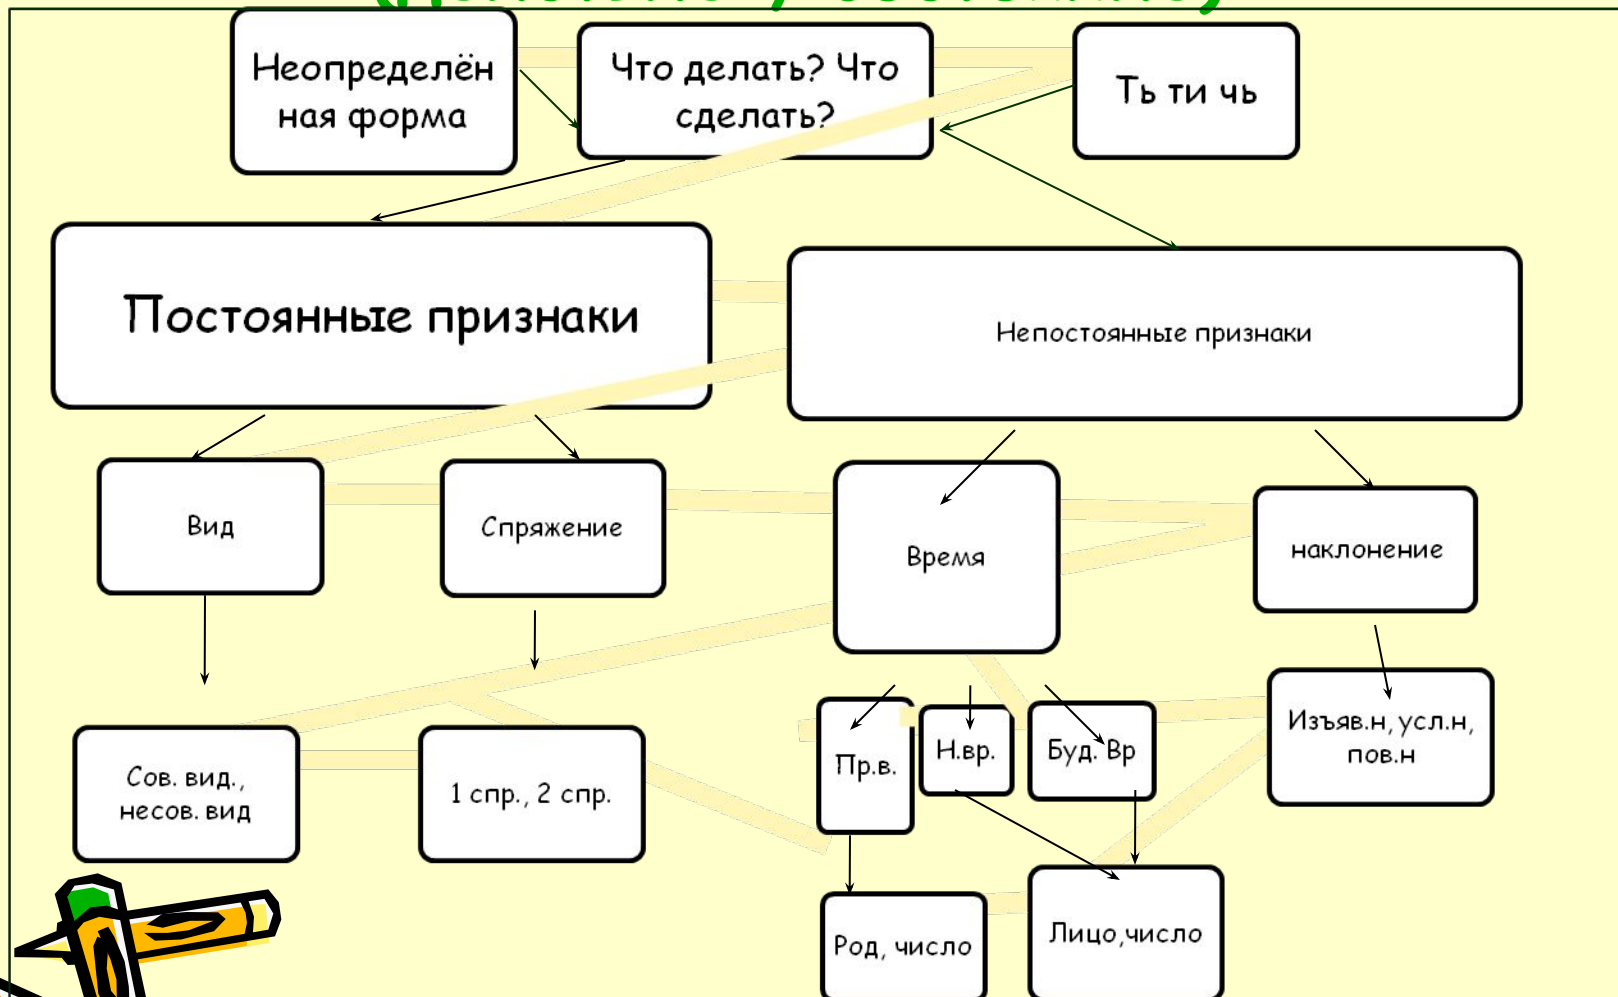 Неопределён
ная форма
Что делать? Что
сделать?
Ть ти чь
Постоянные признаки
Непостоянные признаки
Вид
Спряжение
Время
наклонение
Сов. вид.,
несов. вид
1 спр., 2 спр.
Пр.в.
Н.вр.
Буд. Вр
Изъяв.н, усл.н,
пов.н
Род, число
Лицо,число